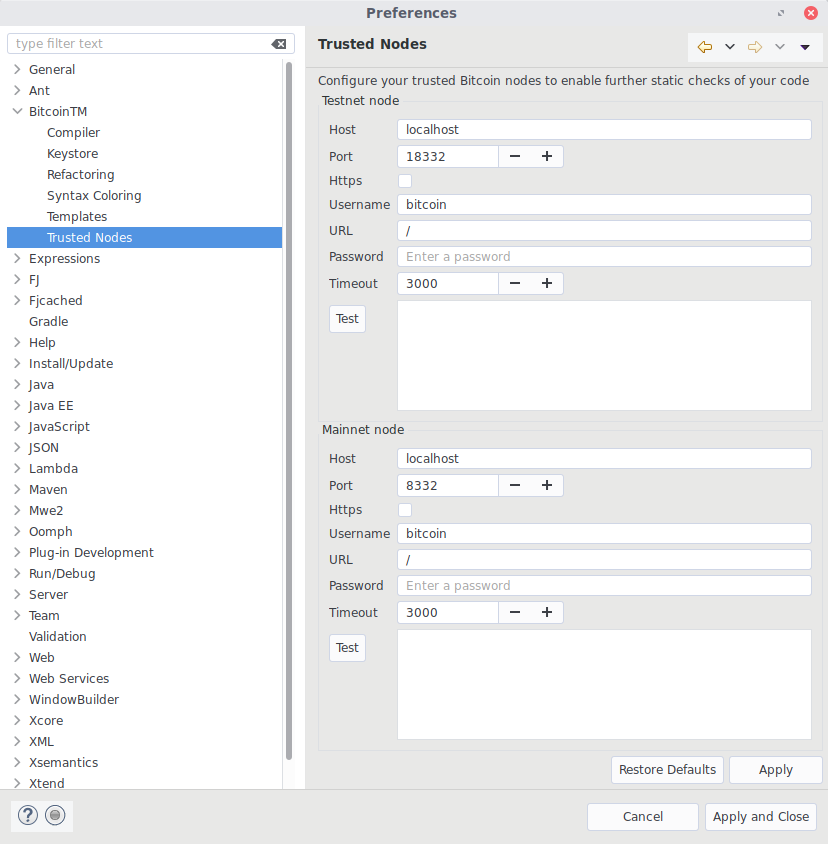 Preferences
type filter text
General
Ant
BitcoinTM
Compiler
Keystore
Refactoring
Syntax Coloring
Templates
Trusted Nodes
Expressions
FJ
Fjcached
Gradle
Help
Install/Update
Java
Java EE
JavaScript
JSON
Lambda
Maven
Mwe2
Oomph
Plug-in Development
Run/Debug
Server
Team
Validation
Web
Web Services
WindowBuilder
Xcore
XML
Xsemantics
Xtend
Trusted Nodes
Configure your trusted Bitcoin nodes to enable further static checks of your code
Testnet node
Host localhost
Port 18332
Https
Username bitcoin
URL /
Password Enter a password
Timeout 3000
Test
Mainnet node
Host localhost
Port 8332
Https
Username bitcoin
URL /
Password Enter a password
Timeout 3000
Test
Restore Defaults Apply
? Cancel Apply and Close